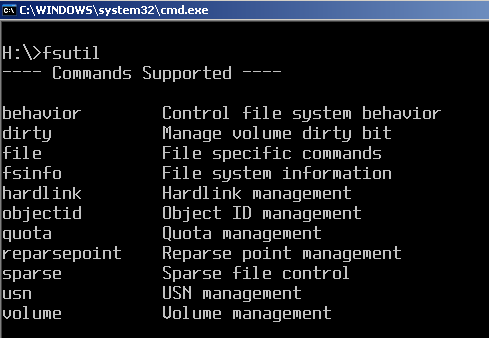 C:\WINDOWS\system32\cmd.exe
H:\>fsutil
---- Commands Supported ----
behavior        Control file system behavior
dirty           Manage volume dirty bit
file            File specific commands
fsinfo          File system information
hardlink        Hardlink management
objectid        Object ID management
quota           Quota management
reparsepoint    Reparse point management
sparse          Sparse file control
usn             USN management
volume          Volume management